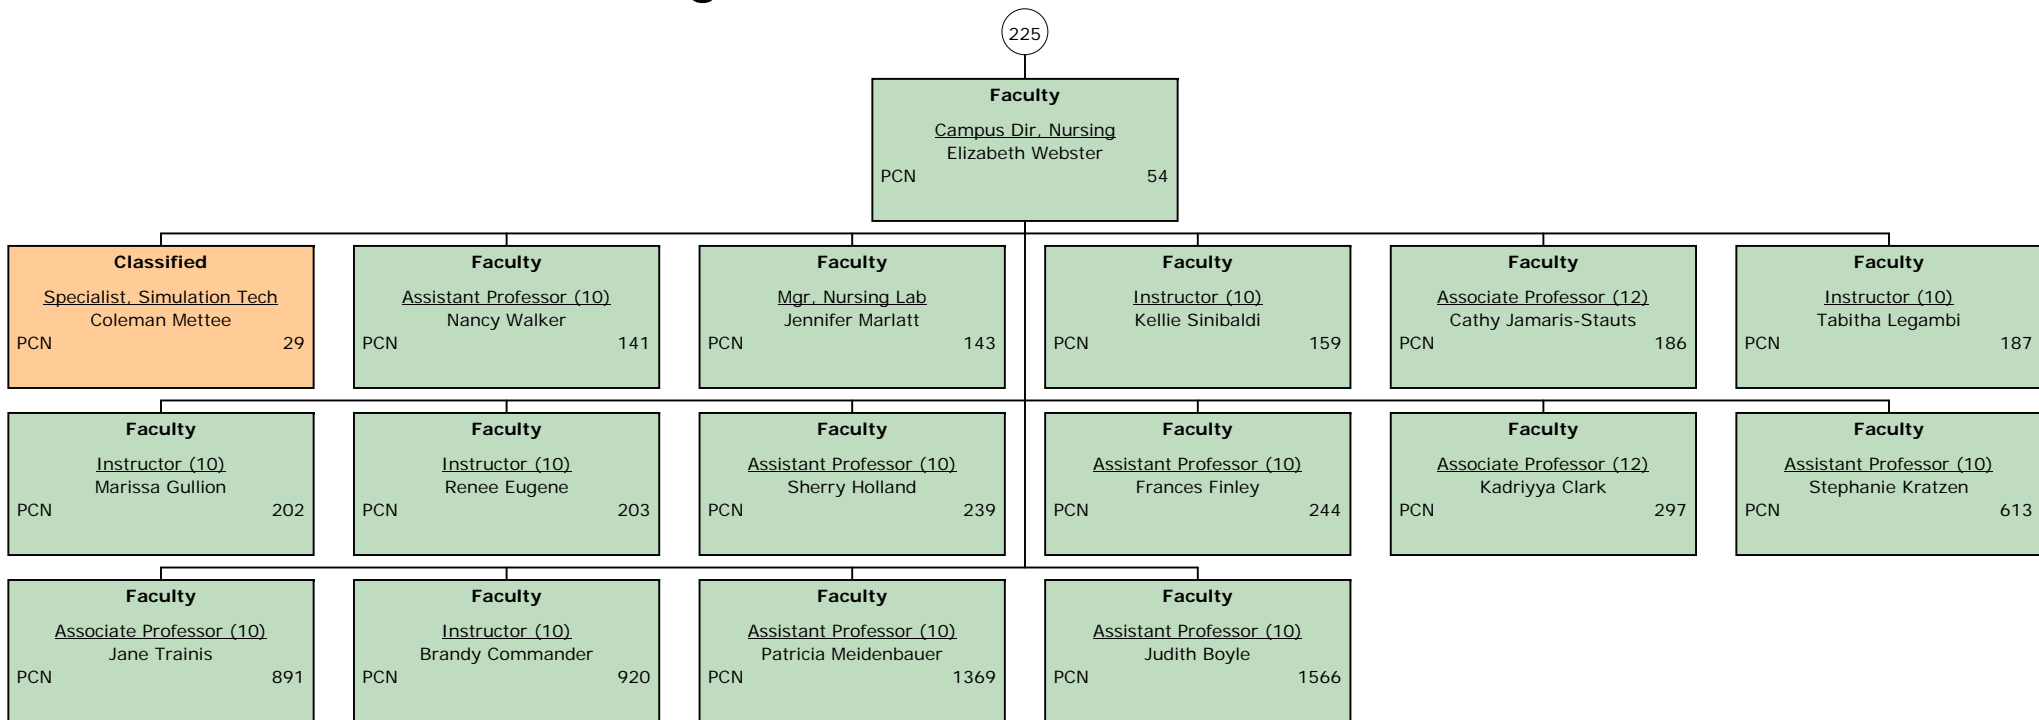 225
Faculty
Campus Dir, Nursing
Elizabeth Webster
PCN 54
Classified
Specialist, Simulation Tech
Coleman Mettee
PCN 29
Faculty
Assistant Professor (10)
Nancy Walker
PCN 141
Faculty
Mgr, Nursing Lab
Jennifer Marlatt
PCN 143
Faculty
Instructor (10)
Kellie Sinibaldi
PCN 159
Faculty
Associate Professor (12)
Cathy Jamaris-Stauts
PCN 186
Faculty
Instructor (10)
Tabitha Legambi
PCN 187
Faculty
Instructor (10)
Marissa Gullion
PCN 202
Faculty
Instructor (10)
Renee Eugene
PCN 203
Faculty
Assistant Professor (10)
Sherry Holland
PCN 239
Faculty
Assistant Professor (10)
Frances Finley
PCN 244
Faculty
Associate Professor (12)
Kadriyya Clark
PCN 297
Faculty
Assistant Professor (10)
Stephanie Kratzen
PCN 613
Faculty
Associate Professor (10)
Jane Trainis
PCN 891
Faculty
Instructor (10)
Brandy Commander
PCN 920
Faculty
Assistant Professor (10)
Patricia Meidenbauer
PCN 1369
Faculty
Assistant Professor (10)
Judith Boyle
PCN 1566